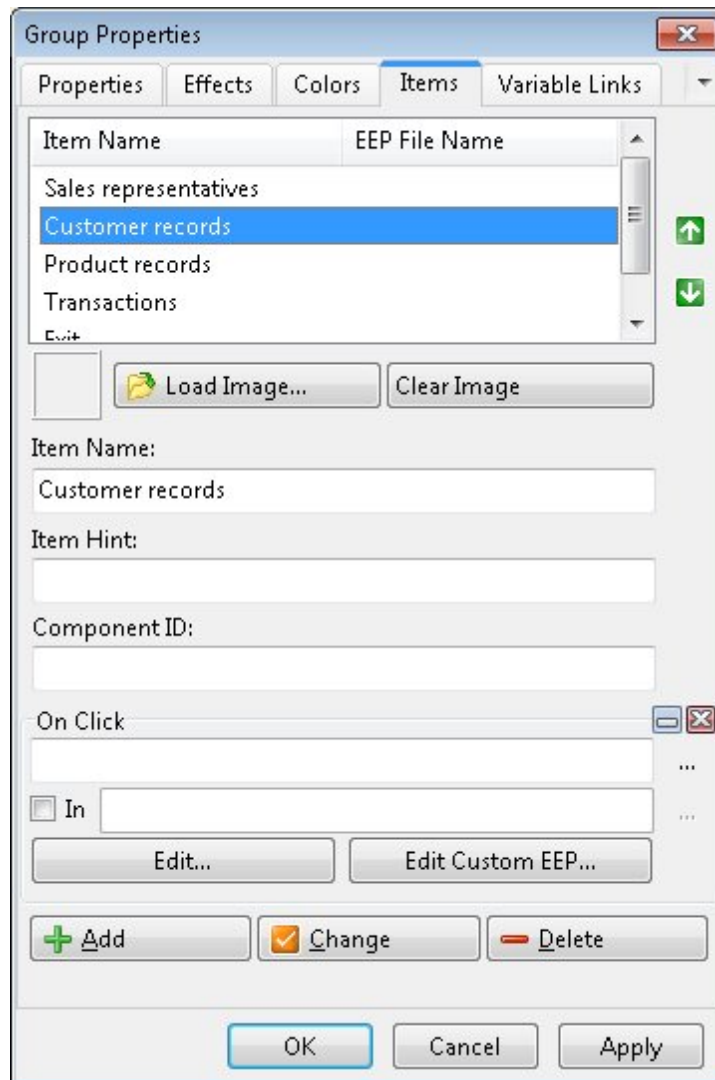 Group Properties
Properties Effects Colors Items Variable Links
Item Name EEP File Name
Sales representatives
Customer records
Product records
Transactions
Exit
Load Image... Clear Image
Item Name:
Customer records
Item Hint:
Component ID:
On Click
...
In ...
Edit... Edit Custom EEP...
Add Change Delete
OK Cancel Apply